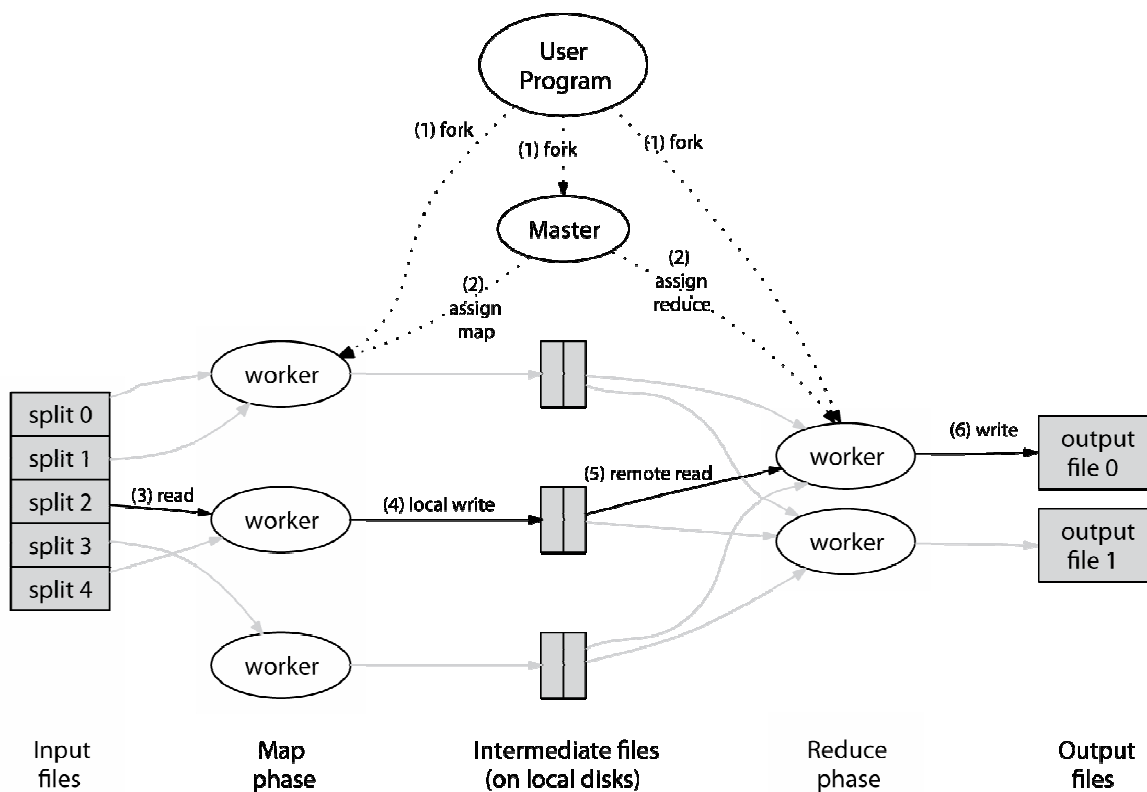 User
Program
(1) fork
(1) fork
(1) fork
Master
(2)
assign
map
(2)
assign
reduce
worker
split 0
split 1
split 2
split 3
split 4
(3) read
worker
(4) local write
worker
(5) remote read
worker
worker
(6) write
output
file 0
output
file 1
Input
files
Map
phase
Intermediate files
(on local disks)
Reduce
phase
Output
files